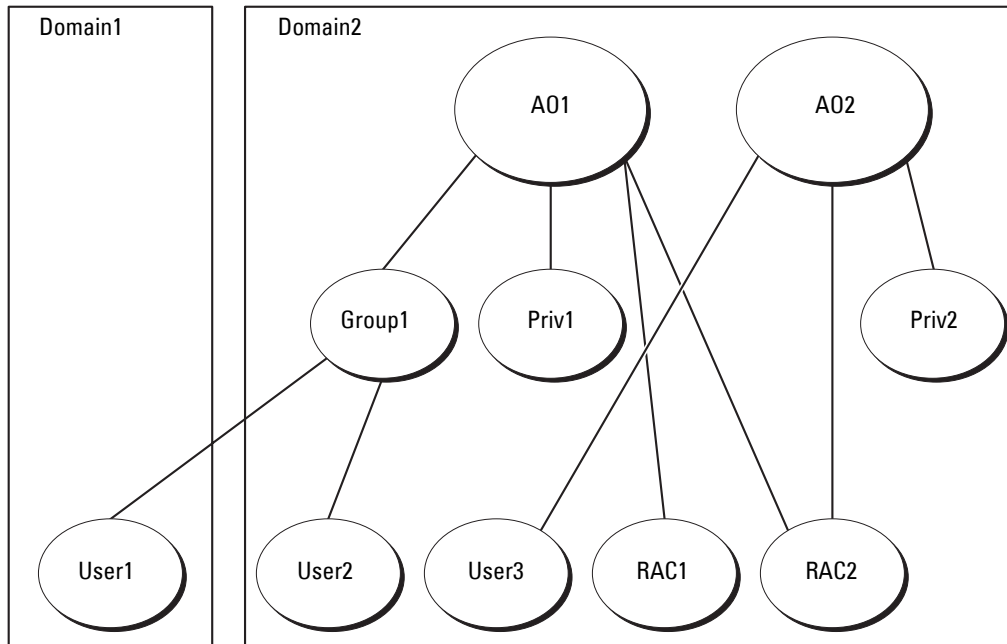 Domain1
Domain2
AO1
AO2
Group1
Priv1
Priv2
User1
User2
User3
RAC1
RAC2